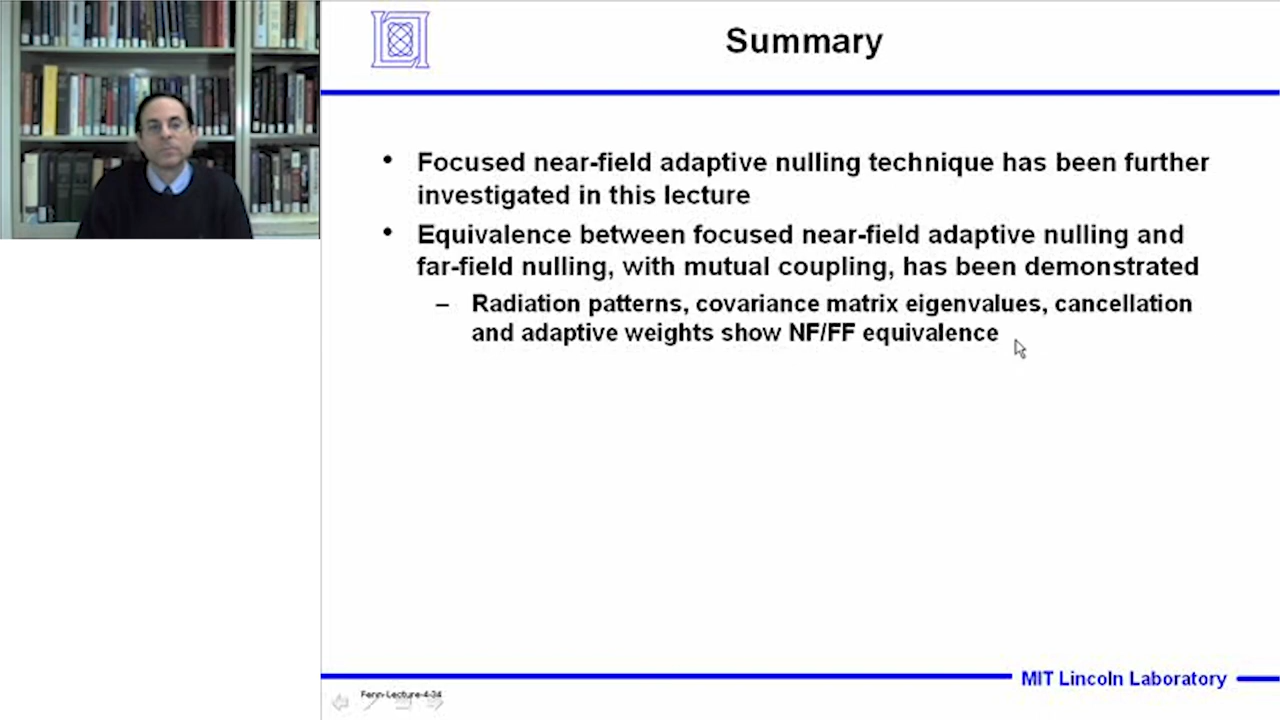 Summary
• Focused near-field adaptive nulling technique has been further
investigated in this lecture
• Equivalence between focused near-field adaptive nulling and
far-field nulling, with mutual coupling, has been demonstrated
– Radiation patterns, covariance matrix eigenvalues, cancellation
and adaptive weights show NF/FF equivalence
MIT Lincoln Laboratory
Fenn-Lecture-4-34